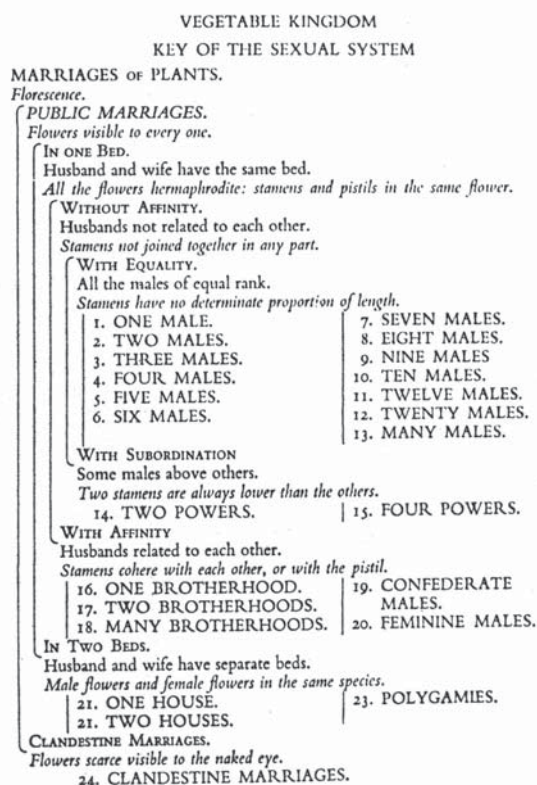 VEGETABLE KINGDOM
KEY OF THE SEXUAL SYSTEM
MARRIAGES OF PLANTS.
Florescence.
PUBLIC MARRIAGES.
Flowers visible to every one.
IN ONE BED.
Husband and wife have the same bed.
All the flowers hermaphrodite: stamens and pistils in the same flower.
WITHOUT AFFINITY.
Husbands not related to each other.
Stamens not joined together in any part.
WITH EQUALITY.
All the males of equal rank.
Stamens have no determinate proportion of length.
1. ONE MALE.
2. TWO MALES.
3. THREE MALES.
4. FOUR MALES.
5. FIVE MALES.
6. SIX MALES.
7. SEVEN MALES.
8. EIGHT MALES.
9. NINE MALES
10. TEN MALES.
11. TWELVE MALES.
12. TWENTY MALES.
13. MANY MALES.
WITH SUBORDINATION
Some males above others.
Two stamens are always lower than the others.
14. TWO POWERS.
15. FOUR POWERS.
WITH AFFINITY
Husbands related to each other.
Stamens cohere with each other, or with the pistil.
16. ONE BROTHERHOOD.
17. TWO BROTHERHOODS.
18. MANY BROTHERHOODS.
19. CONFEDERATE
MALES.
20. FEMININE MALES.
IN TWO BEDS.
Husband and wife have separate beds.
Male flowers and female flowers in the same species.
21. ONE HOUSE.
21. TWO HOUSES.
23. POLYGAMIES.
CLANDESTINE MARRIAGES.
Flowers scarce visible to the naked eye.
24. CLANDESTINE MARRIAGES.